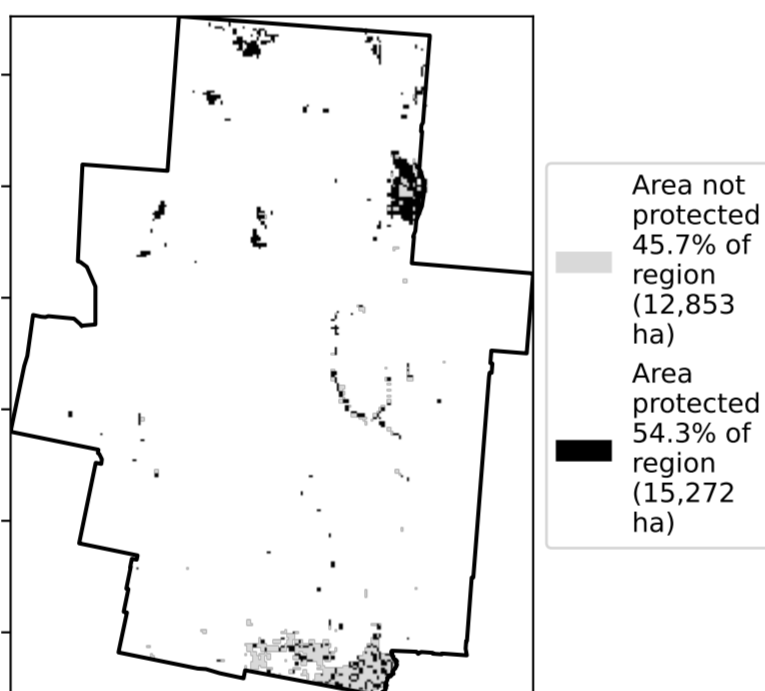 Area not
protected
45.7% of
region
(12,853
ha)
Area
protected
54.3% of
region
(15,272
ha)